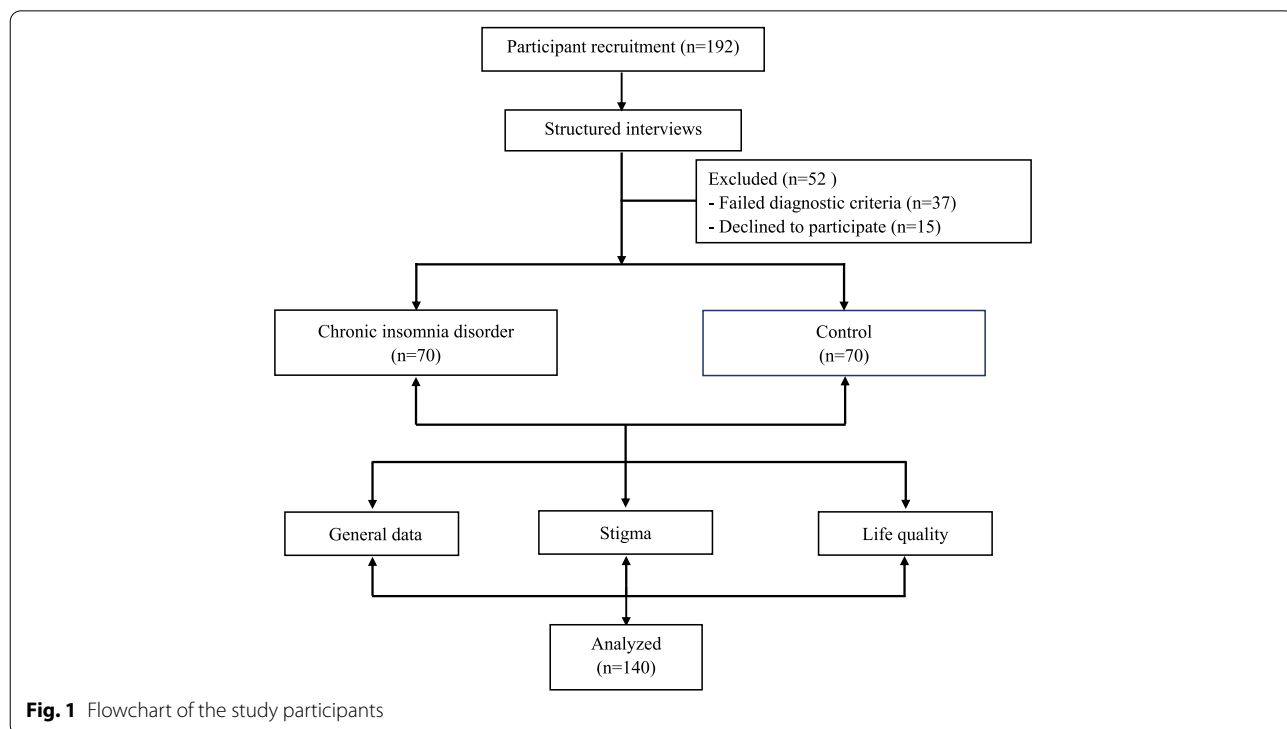 Participant recruitment (n=192)
Structured interviews
Excluded (n=52 )
- Failed diagnostic criteria (n=37)
- Declined to participate (n=15)
Chronic insomnia disorder
(n=70)
Control
(n=70)
General data
Stigma
Life quality
Analyzed
(n=140)
Fig. 1 Flowchart of the study participants